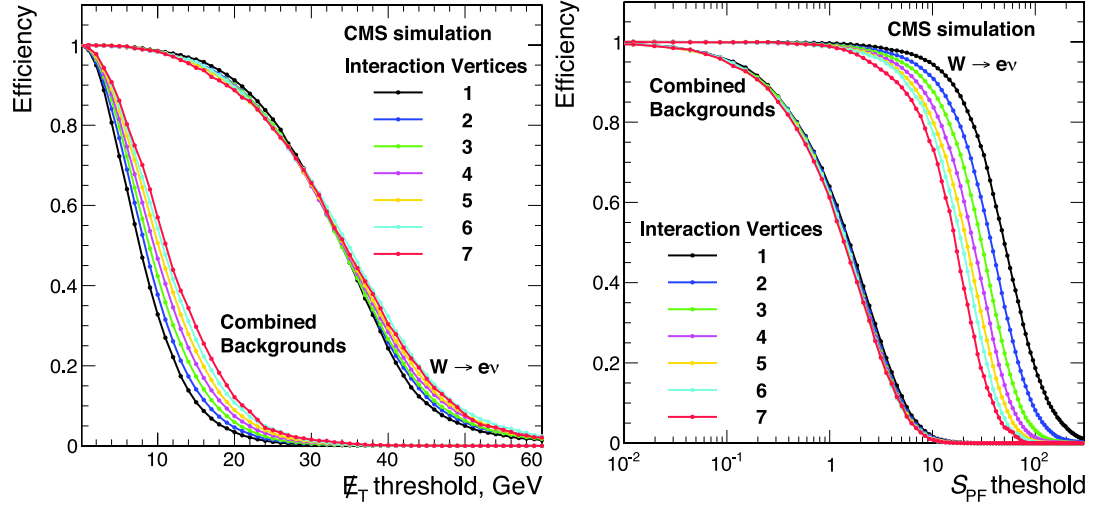 Efficiency
1
0.8
0.6
0.4
0.2
0
CMS simulation
Interaction Vertices
1
2
3
4
5
6
7
Combined
Backgrounds
W → eν
10 20 30 40 50 60
E̸T threshold, GeV
Efficiency
1
0.8
0.6
0.4
0.2
0
CMS simulation
W → eν
Combined
Backgrounds
Interaction Vertices
1
2
3
4
5
6
7
10⁻² 10⁻¹ 1 10 10²
SPF theshold